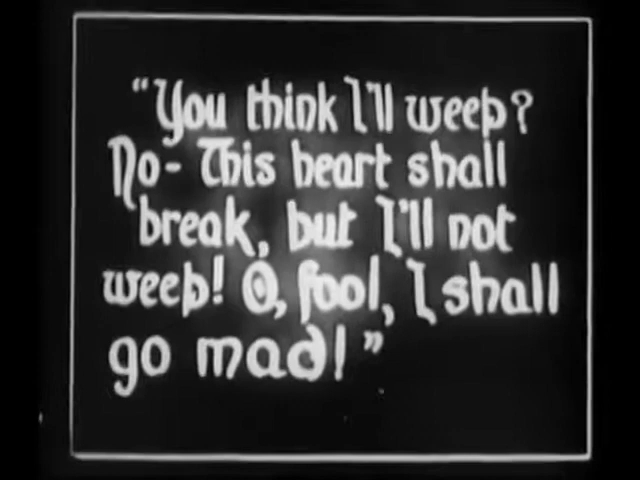 "You think I'll weep?
No- This heart shall
break, but I'll not
weep! O, fool, I shall
go mad!"